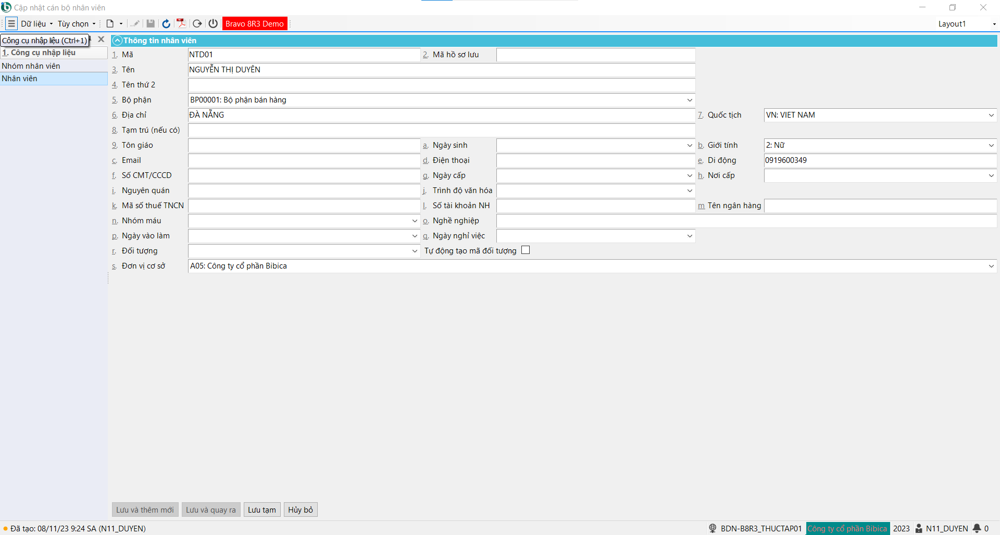 Cập nhật cán bộ nhân viên
Dữ liệu Tùy chọn Bravo 8R3 Demo Layout1
Công cụ nhập liệu (Ctrl+1)
Thông tin nhân viên
1. Công cụ nhập liệu
Nhóm nhân viên
Nhân viên
1. Mã NTD01 2. Mã hồ sơ lưu
3. Tên NGUYỄN THỊ DUYÊN
4. Tên thứ 2
5. Bộ phận BP00001: Bộ phận bán hàng
6. Địa chỉ ĐÀ NẴNG 7. Quốc tịch VN: VIET NAM
8. Tạm trú (nếu có)
9. Tôn giáo a. Ngày sinh b. Giới tính 2: Nữ
c. Email d. Điện thoại e. Di động 0919600349
f. Số CMT/CCCD g. Ngày cấp h. Nơi cấp
i. Nguyên quán j. Trình độ văn hóa
k. Mã số thuế TNCN l. Số tài khoản NH m Tên ngân hàng
n. Nhóm máu o. Nghề nghiệp
p. Ngày vào làm q. Ngày nghỉ việc
r. Đối tượng Tự động tạo mã đối tượng
s. Đơn vị cơ sở A05: Công ty cổ phần Bibica
Lưu và thêm mới Lưu và quay ra Lưu tạm Hủy bỏ
Đã tạo: 08/11/23 9:24 SA (N11_DUYEN) BDN-B8R3_THUCTAP01 Công ty cổ phần Bibica 2023 N11_DUYEN 0